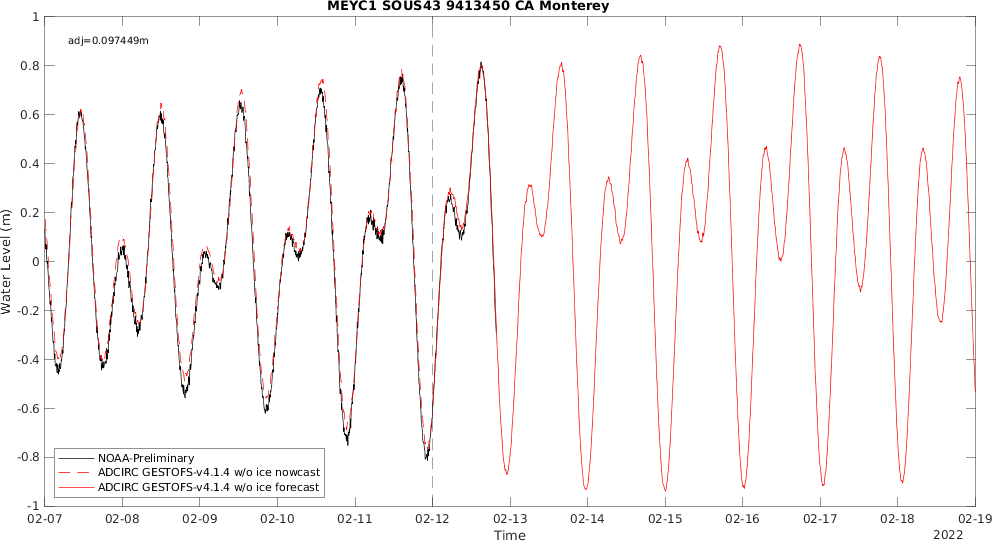 MEYC1 SOUS43 9413450 CA Monterey
adj=0.097449m
1
0.8
0.6
0.4
0.2
0
-0.2
-0.4
-0.6
-0.8
-1
Water Level (m)
NOAA-Preliminary
ADCIRC GESTOFS-v4.1.4 w/o ice nowcast
ADCIRC GESTOFS-v4.1.4 w/o ice forecast
02-07 02-08 02-09 02-10 02-11 02-12 02-13 02-14 02-15 02-16 02-17 02-18 02-19
Time
2022